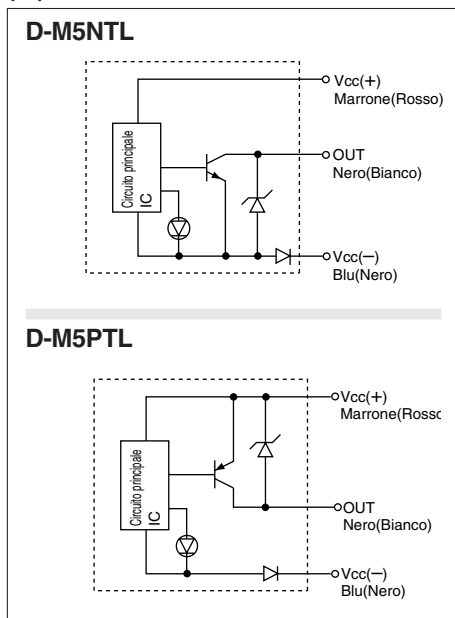 D-M5NTL
Vcc(+)
Marrone(Rosso)
OUT
Nero(Bianco)
Circuito principale
IC
Vcc(—)
Blu(Nero)
D-M5PTL
Vcc(+)
Marrone(Rosso
OUT
Nero(Bianco)
Circuito principale
IC
Vcc(—)
Blu(Nero)